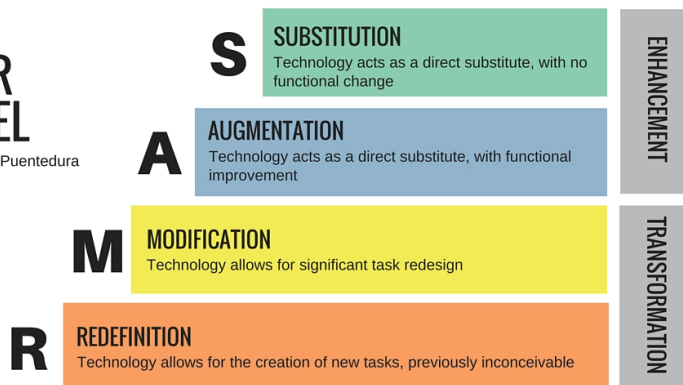 S
SUBSTITUTION
Technology acts as a direct substitute, with no
functional change
A
AUGMENTATION
Technology acts as a direct substitute, with functional
improvement
ENHANCEMENT
R
EL
Puentedura
M
MODIFICATION
Technology allows for significant task redesign
R
REDEFINITION
Technology allows for the creation of new tasks, previously inconceivable
TRANSFORMATION